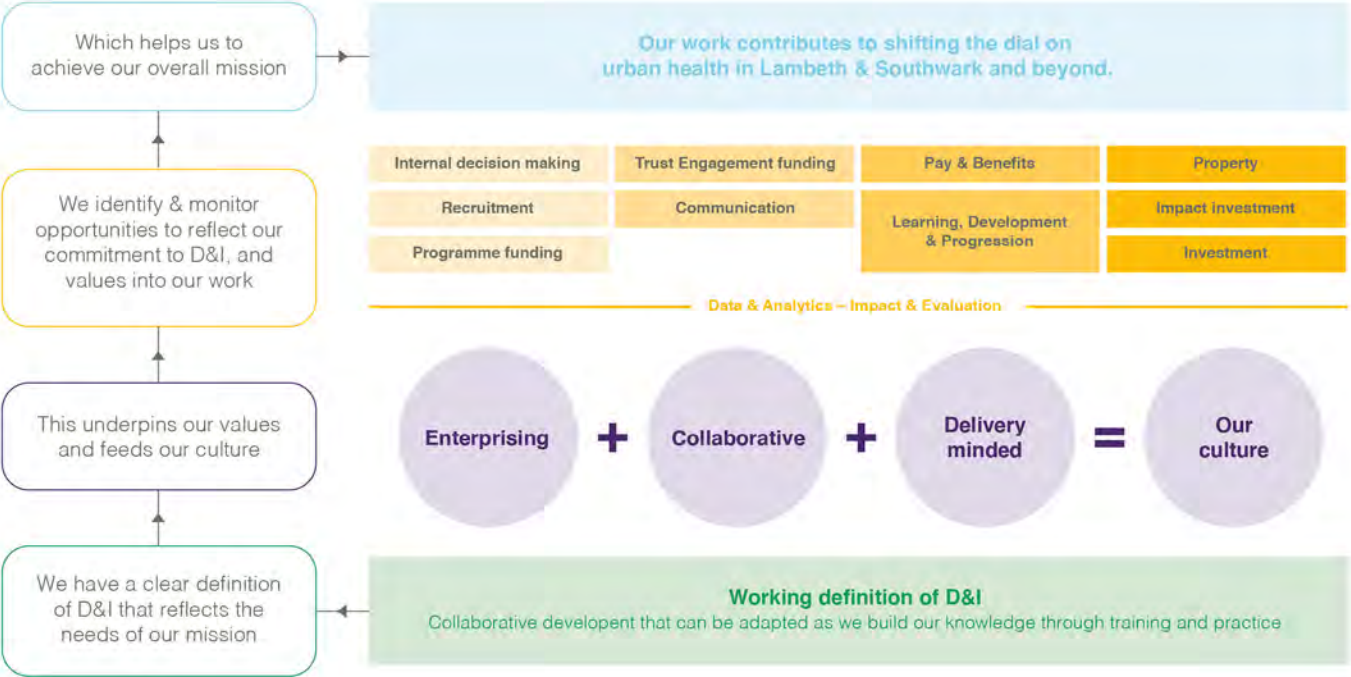 Which helps us to
achieve our overall mission
Our work contributes to shifting the dial on
urban health in Lambeth & Southwark and beyond.
We identify & monitor
opportunities to reflect our
commitment to D&I, and
values into our work
Internal decision making
Trust Engagement funding
Pay & Benefits
Property
Recruitment
Communication
Learning, Development
& Progression
Impact investment
Programme funding
Investment
Data & Analytics – Impact & Evaluation
This underpins our values
and feeds our culture
Enterprising
+
Collaborative
+
Delivery
minded
=
Our
culture
We have a clear definition
of D&I that reflects the
needs of our mission
Working definition of D&I
Collaborative developent that can be adapted as we build our knowledge through training and practice